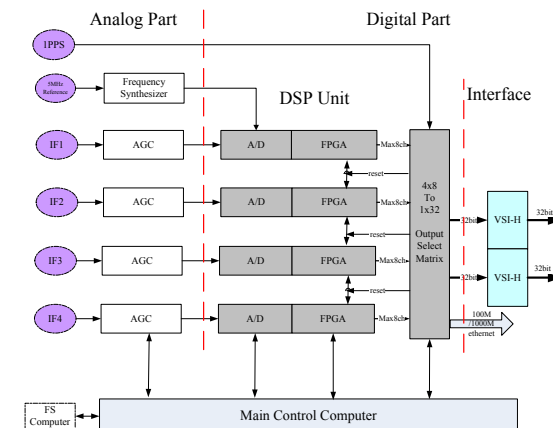 Analog Part
Digital Part
1PPS
5MHz
Reference
Frequency
Synthesizer
DSP Unit
Interface
IF1
AGC
A/D
FPGA
Max8ch
reset
IF2
AGC
A/D
FPGA
Max8ch
reset
IF3
AGC
A/D
FPGA
Max8ch
reset
IF4
AGC
A/D
FPGA
Max8ch
4x8
To
1x32
Output
Select
Matrix
32bit
VSI-H
32bit
32bit
VSI-H
32bit
100M
/1000M
ethernet
FS
Computer
Main Control Computer